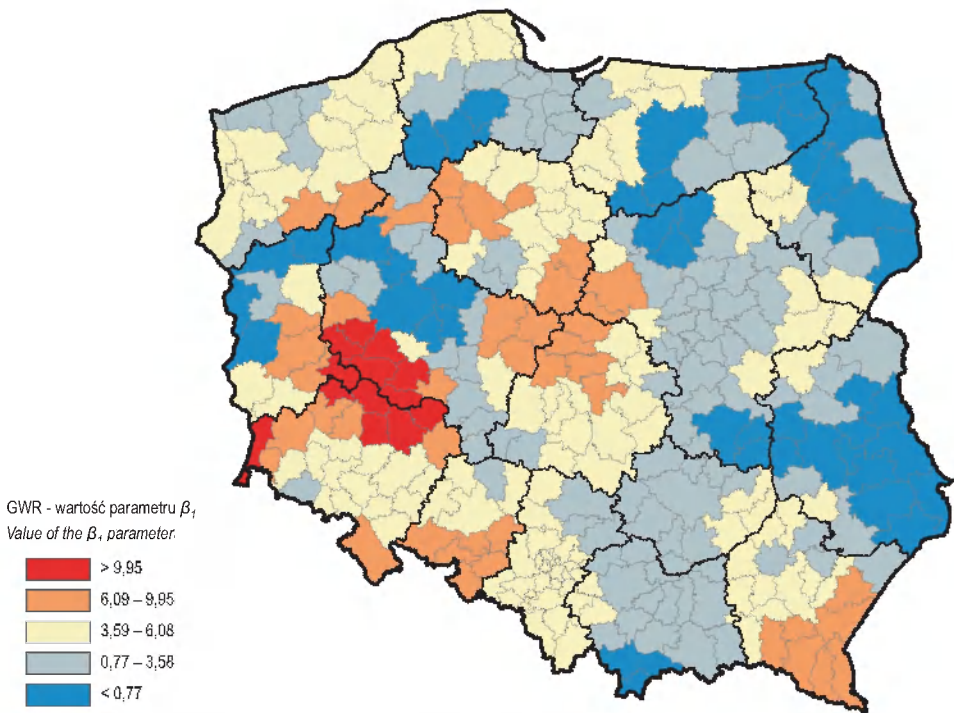 GWR - wartość parametru β₁
Value of the β₁ parameter
> 9,95
6,09 – 9,95
3,59 – 6,08
0,77 – 3,58
< 0,77